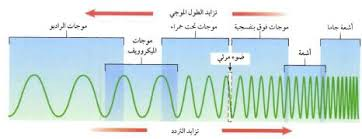 تزايد الطول الموجي
موجات الراديو
موجات الميكروويف
موجات تحت حمراء
ضوء مرئي
موجات فوق بنفسجية
أشعة
أشعة جاما
تزايد التردد